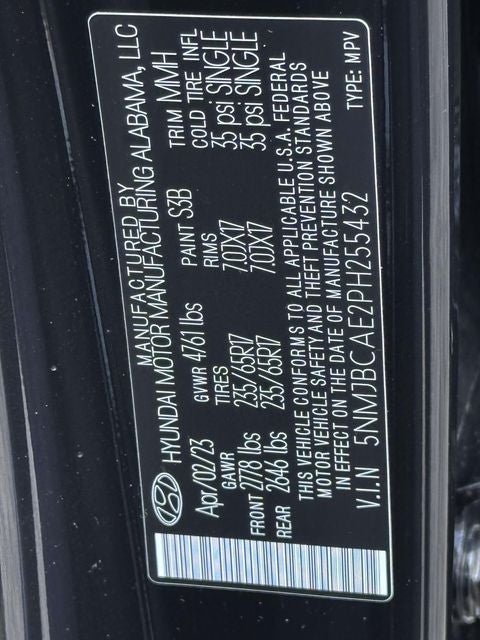 MANUFACTURED BY
HYUNDAI MOTOR MANUFACTURING ALABAMA, LLC
Apr/02/23 GVWR 4761 lbs PAINT S3B TRIM MMH
GAWR TIRES RIMS COLD TIRE INFL
FRONT 2778 lbs 235/65R17 7.0JX17 35 psi SINGLE
REAR 2646 lbs 235/65R17 7.0JX17 35 psi SINGLE
THIS VEHICLE CONFORMS TO ALL APPLICABLE U.S.A. FEDERAL
MOTOR VEHICLE SAFETY AND THEFT PREVENTION STANDARDS
IN EFFECT ON THE DATE OF MANUFACTURE SHOWN ABOVE
V.I.N 5NMJBCAE2PH255432 TYPE: MPV